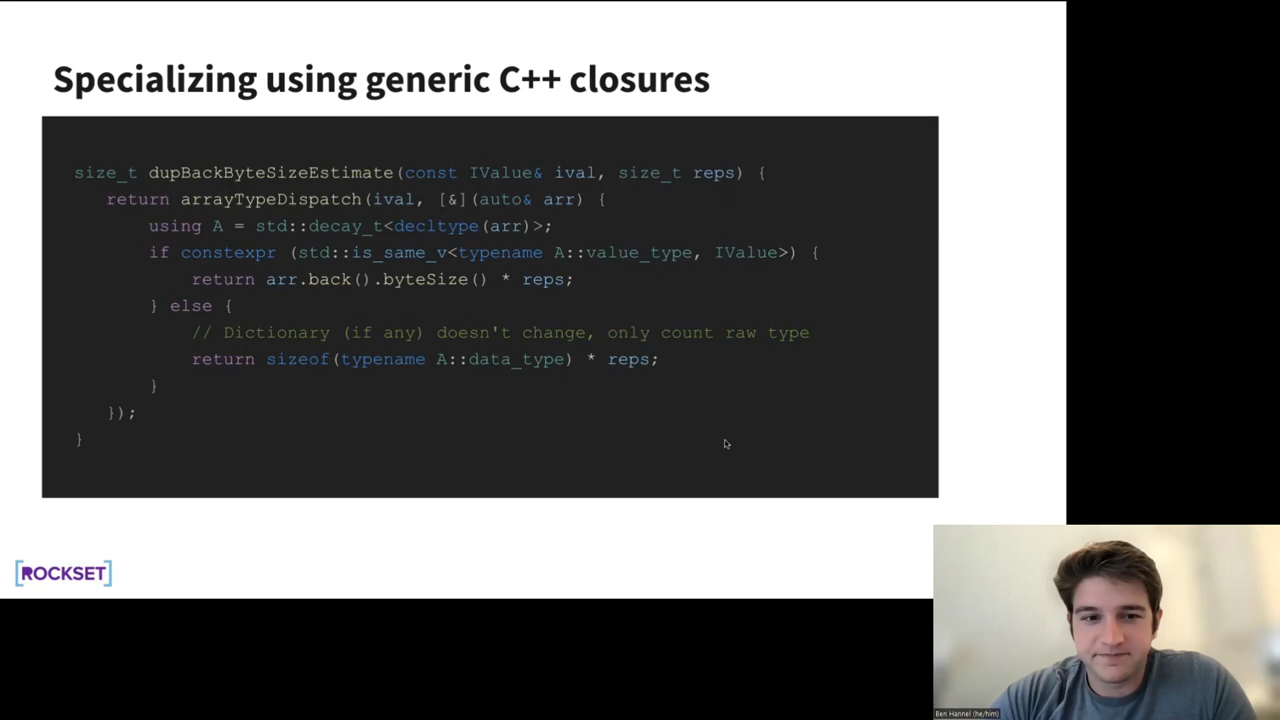 Specializing using generic C++ closures
size_t dupBackByteSizeEstimate(const IValue& ival, size_t reps) {
return arrayTypeDispatch(ival, [&](auto& arr) {
using A = std::decay_t<decltype(arr)>;
if constexpr (std::is_same_v<typename A::value_type, IValue>) {
return arr.back().byteSize() * reps;
} else {
// Dictionary (if any) doesn't change, only count raw type
return sizeof(typename A::data_type) * reps;
}
});
}
[ROCKSET]
Ben Hannel (he/him)